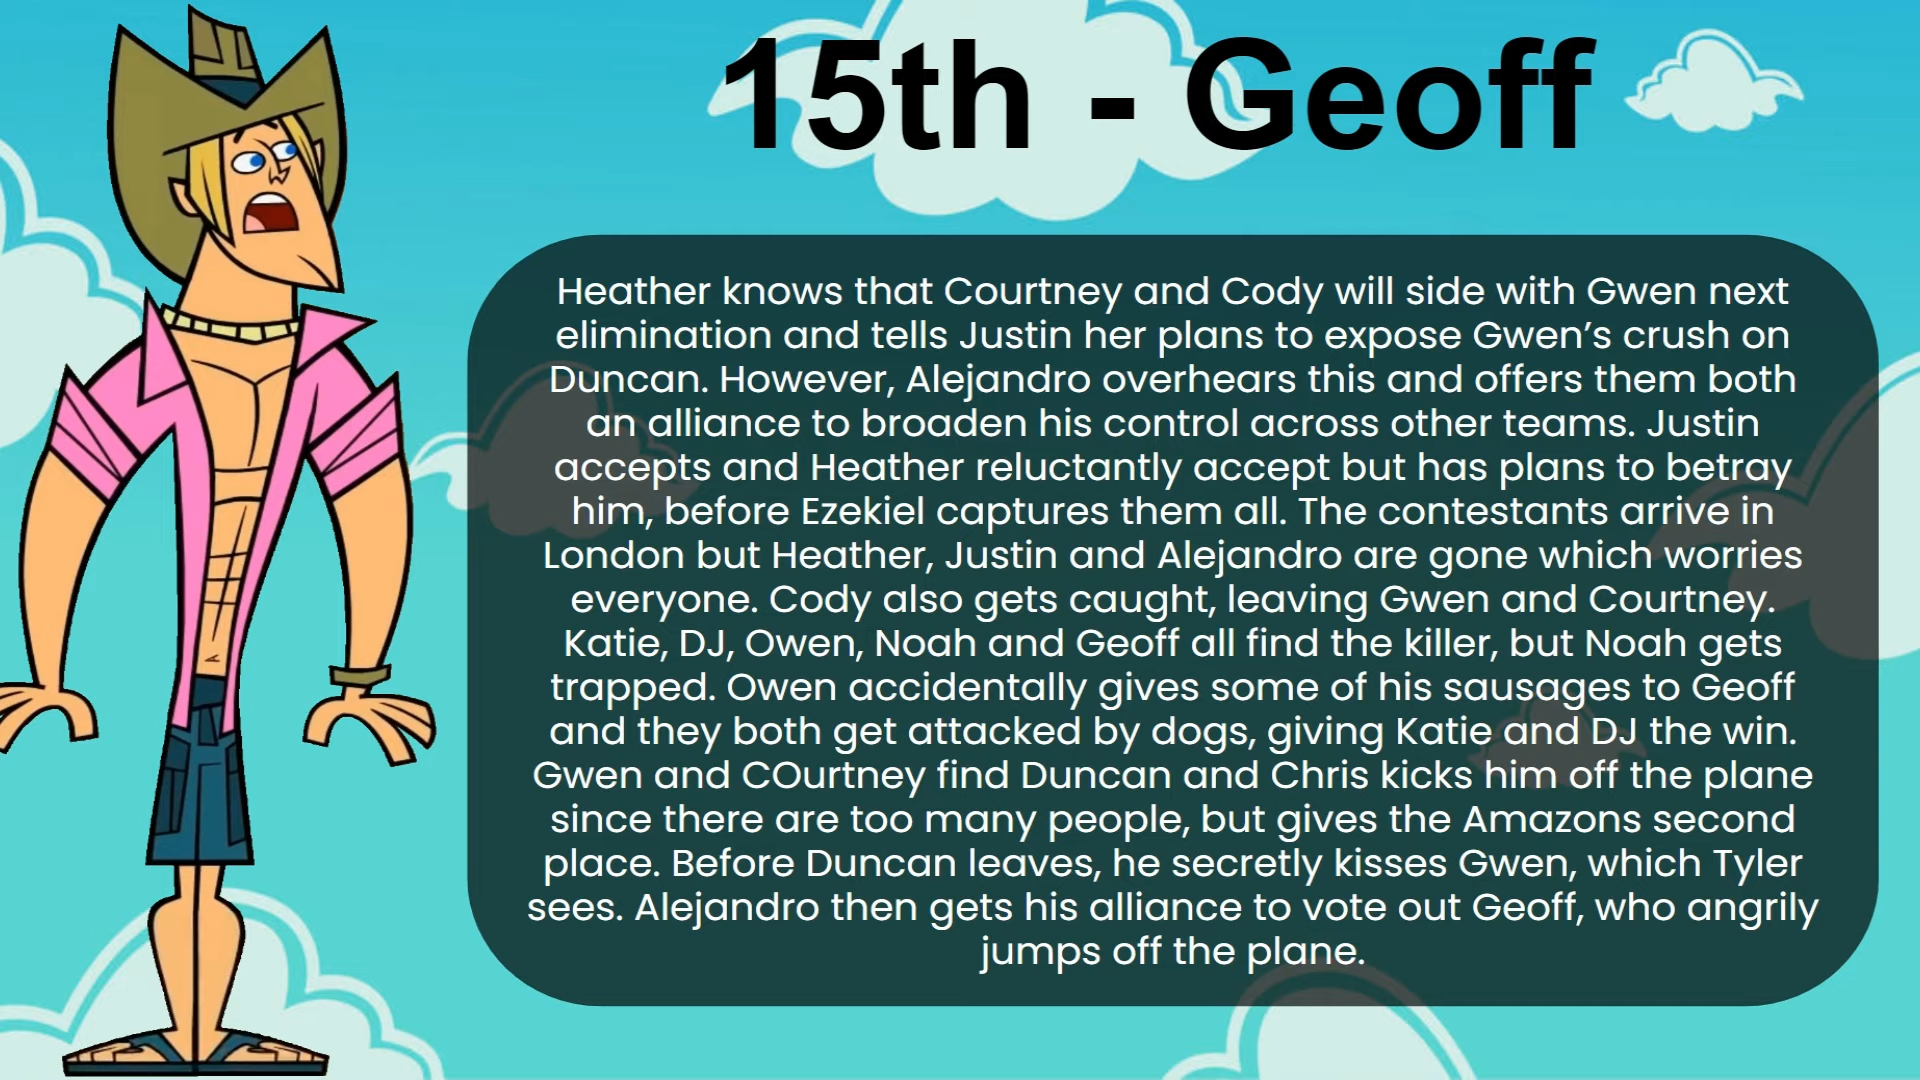 15th - Geoff
Heather knows that Courtney and Cody will side with Gwen next
elimination and tells Justin her plans to expose Gwen’s crush on
Duncan. However, Alejandro overhears this and offers them both
an alliance to broaden his control across other teams. Justin
accepts and Heather reluctantly accept but has plans to betray
him, before Ezekiel captures them all. The contestants arrive in
London but Heather, Justin and Alejandro are gone which worries
everyone. Cody also gets caught, leaving Gwen and Courtney.
Katie, DJ, Owen, Noah and Geoff all find the killer, but Noah gets
trapped. Owen accidentally gives some of his sausages to Geoff
and they both get attacked by dogs, giving Katie and DJ the win.
Gwen and COurtney find Duncan and Chris kicks him off the plane
since there are too many people, but gives the Amazons second
place. Before Duncan leaves, he secretly kisses Gwen, which Tyler
sees. Alejandro then gets his alliance to vote out Geoff, who angrily
jumps off the plane.